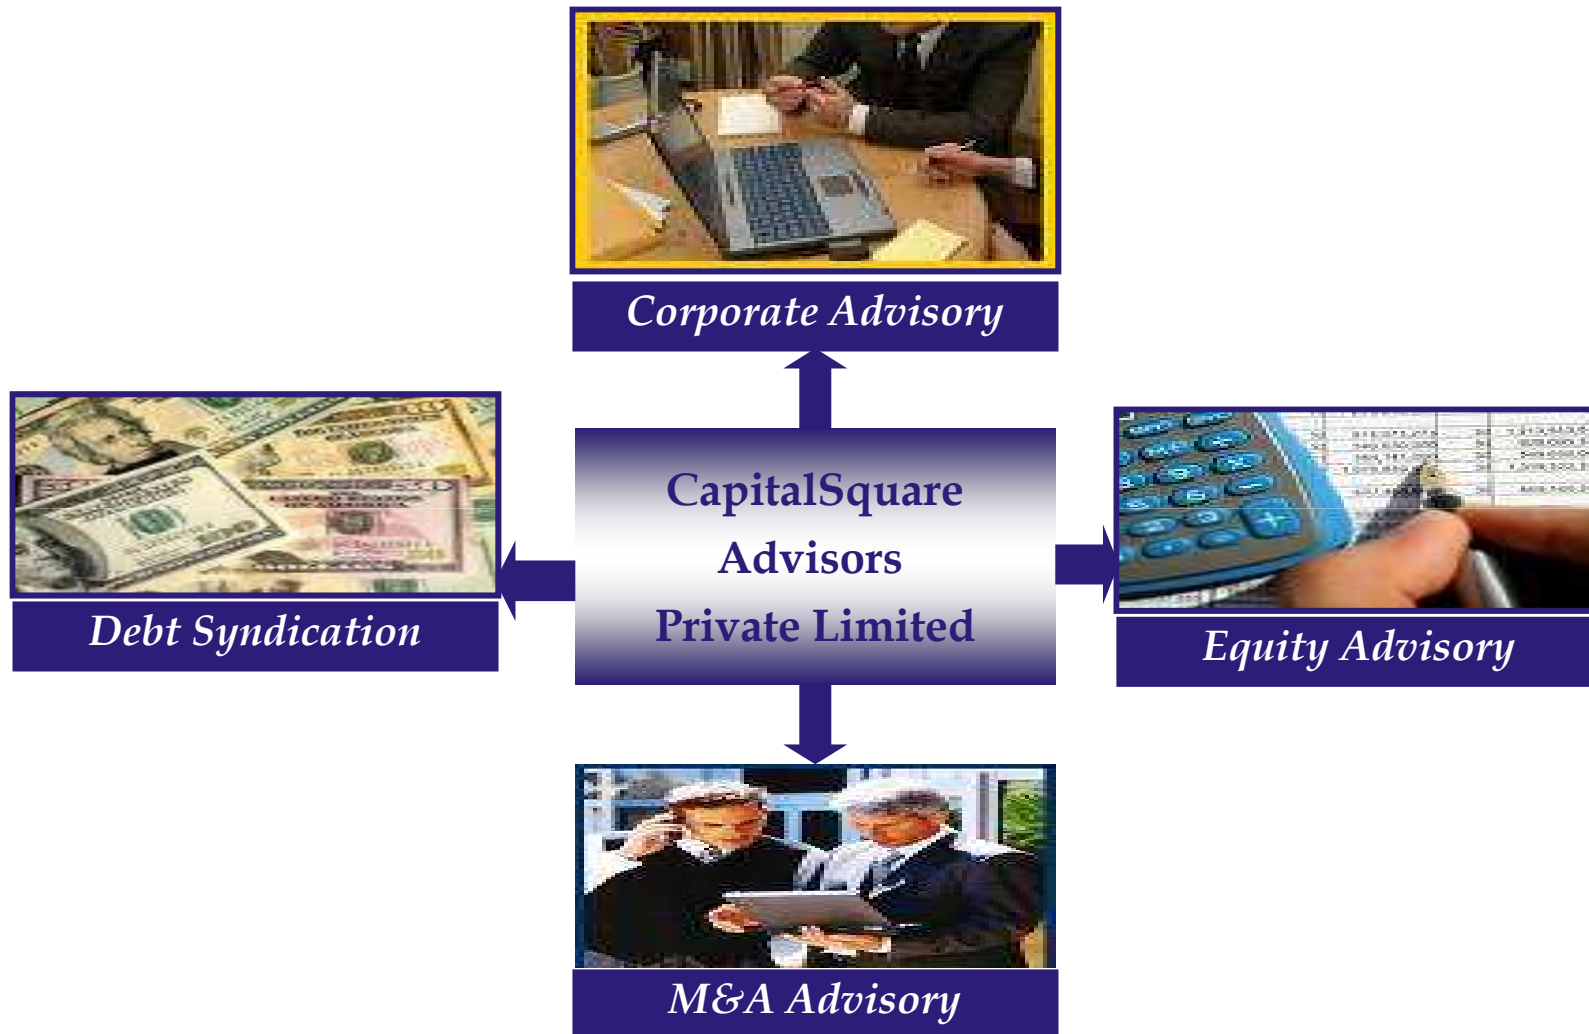 Corporate Advisory
CapitalSquare
Advisors
Private Limited
Debt Syndication
Equity Advisory
M&A Advisory